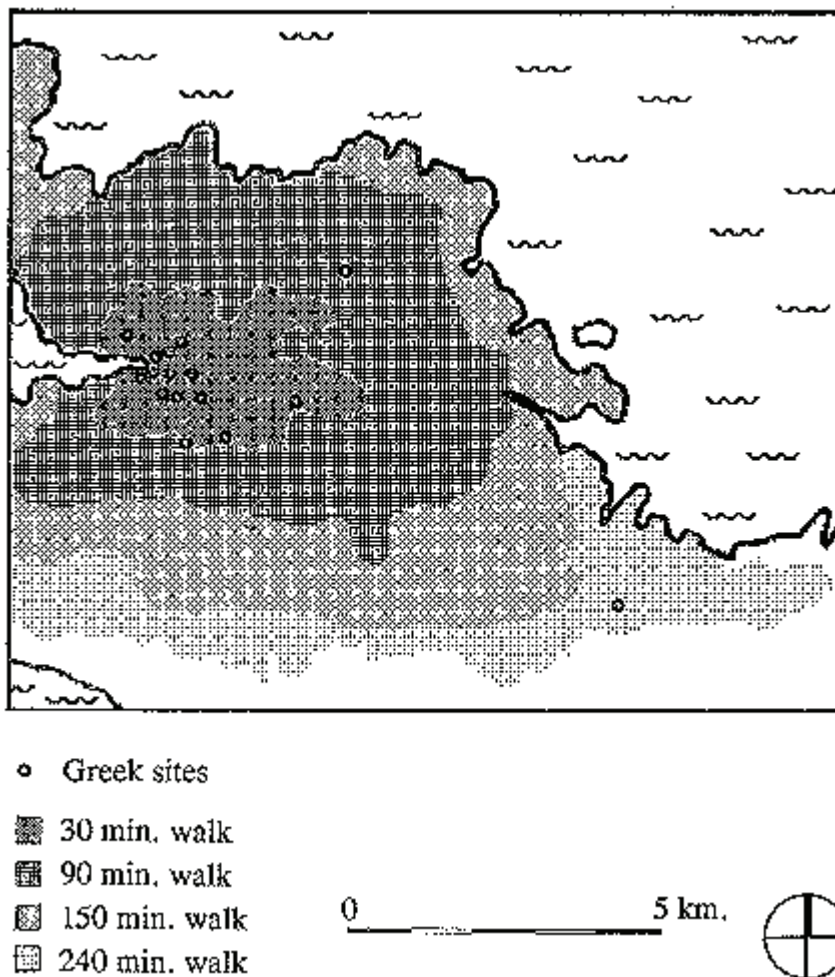 Greek sites
30 min. walk
90 min. walk
150 min. walk
240 min. walk
0 5 km.